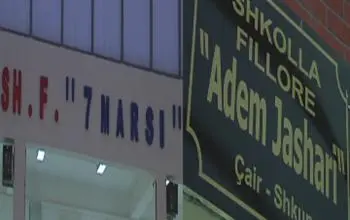 SH.F. "7 MARSI"
SHKOLLA
FILLORE
"Adem Jashari"
Çair - Shkup